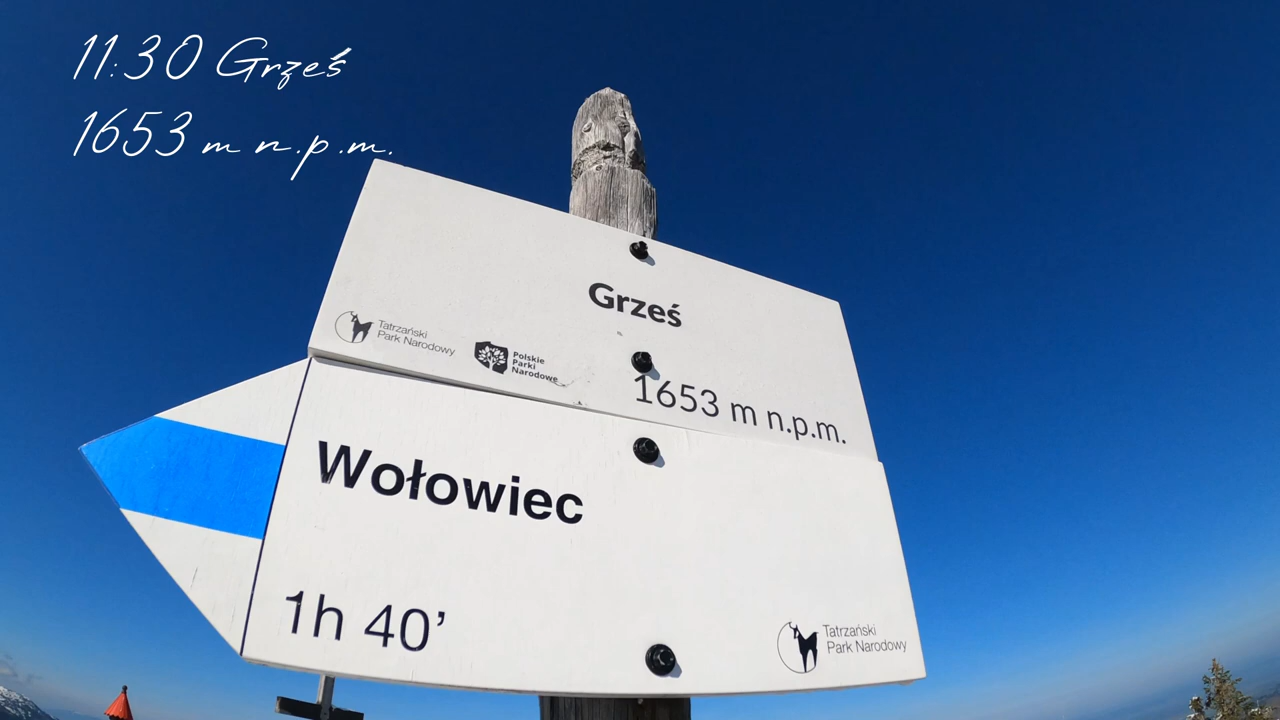 11:30 Grześ
1653 m n.p.m.
Grześ
Tatrzański
Park Narodowy
Polskie
Parki
Narodowe
1653 m n.p.m.
Wołowiec
1h 40’
Tatrzański
Park Narodowy